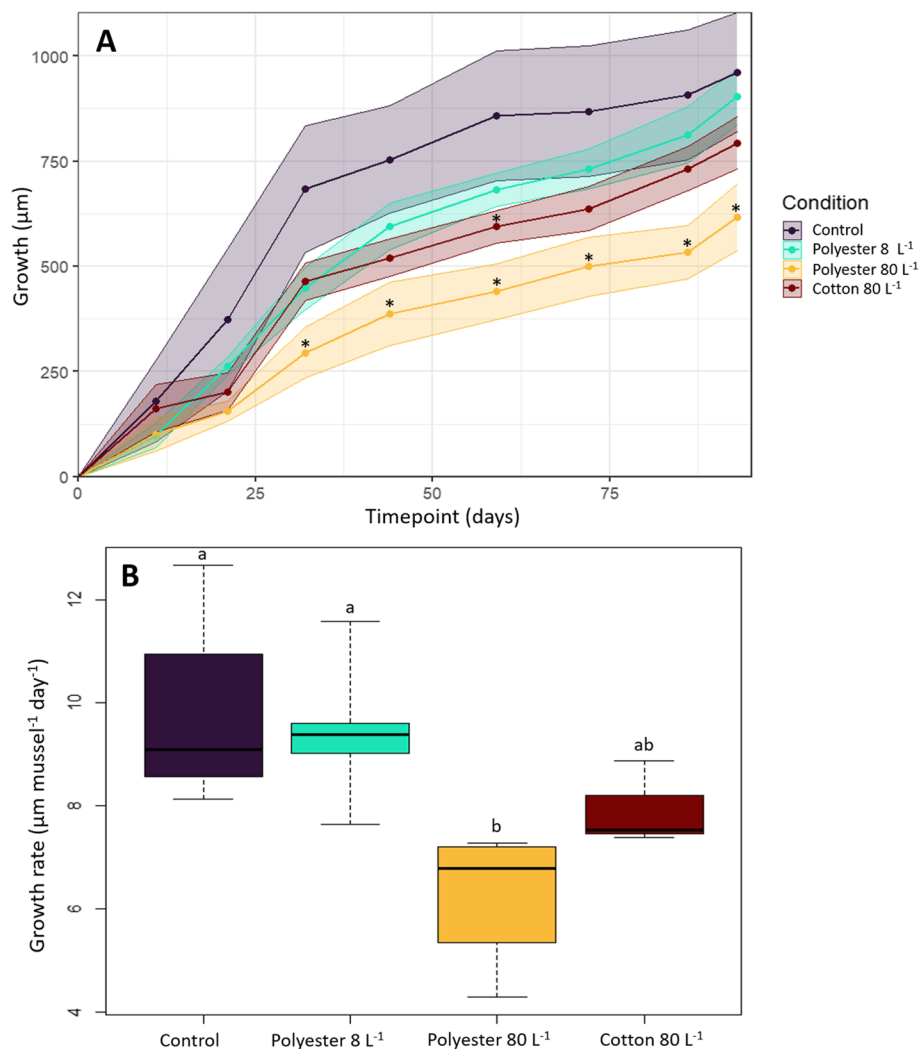 A
1000
750
500
250
0
Growth (µm)
* * * * * * *
0 25 50 75
Timepoint (days)
Condition
Control
Polyester 8 L⁻¹
Polyester 80 L⁻¹
Cotton 80 L⁻¹
B
a
a
b
ab
12
10
8
6
4
Growth rate (µm mussel⁻¹ day⁻¹)
Control Polyester 8 L⁻¹ Polyester 80 L⁻¹ Cotton 80 L⁻¹